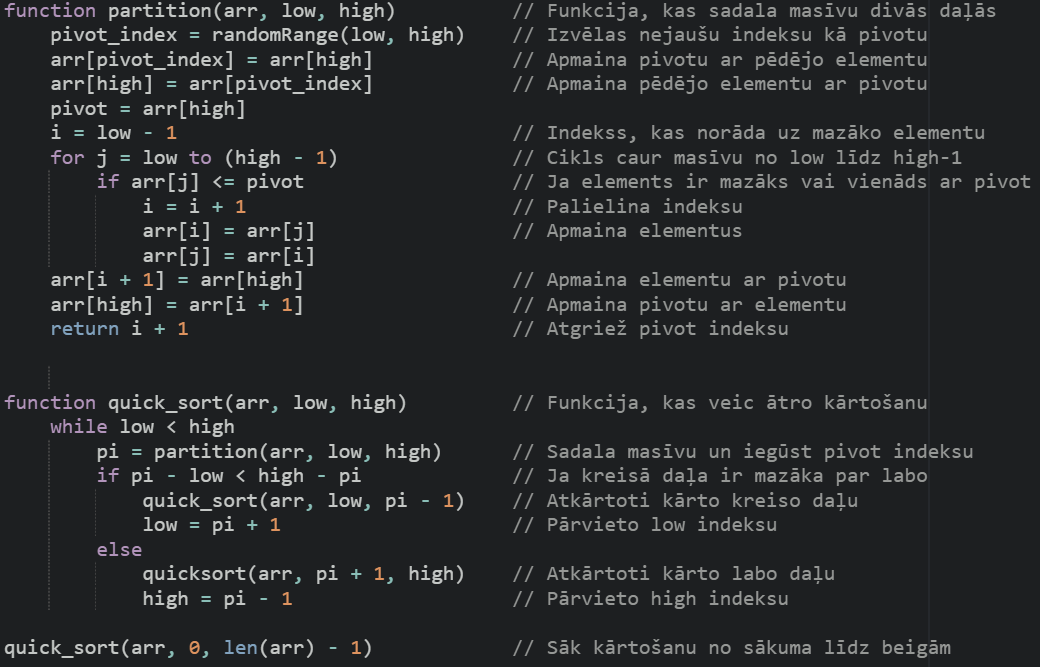 function partition(arr, low, high)          // Funkcija, kas sadala masīvu divās daļās
    pivot_index = randomRange(low, high)    // Izvēlas nejaušu indeksu kā pivotu
    arr[pivot_index] = arr[high]            // Apmaina pivotu ar pēdējo elementu
    arr[high] = arr[pivot_index]            // Apmaina pēdējo elementu ar pivotu
    pivot = arr[high]
    i = low - 1                             // Indekss, kas norāda uz mazāko elementu
    for j = low to (high - 1)               // Cikls caur masīvu no low līdz high-1
        if arr[j] <= pivot                  // Ja elements ir mazāks vai vienāds ar pivot
            i = i + 1                       // Palielina indeksu
            arr[i] = arr[j]                 // Apmaina elementus
            arr[j] = arr[i]
    arr[i + 1] = arr[high]                  // Apmaina elementu ar pivotu
    arr[high] = arr[i + 1]                  // Apmaina pivotu ar elementu
    return i + 1                            // Atgriež pivot indeksu
function quick_sort(arr, low, high)         // Funkcija, kas veic ātro kārtošanu
    while low < high
        pi = partition(arr, low, high)      // Sadala masīvu un iegūst pivot indeksu
        if pi - low < high - pi             // Ja kreisā daļa ir mazāka par labo
            quick_sort(arr, low, pi - 1)    // Atkārtoti kārto kreiso daļu
            low = pi + 1                    // Pārvieto low indeksu
        else
            quicksort(arr, pi + 1, high)    // Atkārtoti kārto labo daļu
            high = pi - 1                   // Pārvieto high indeksu
quick_sort(arr, 0, len(arr) - 1)            // Sāk kārtošanu no sākuma līdz beigām